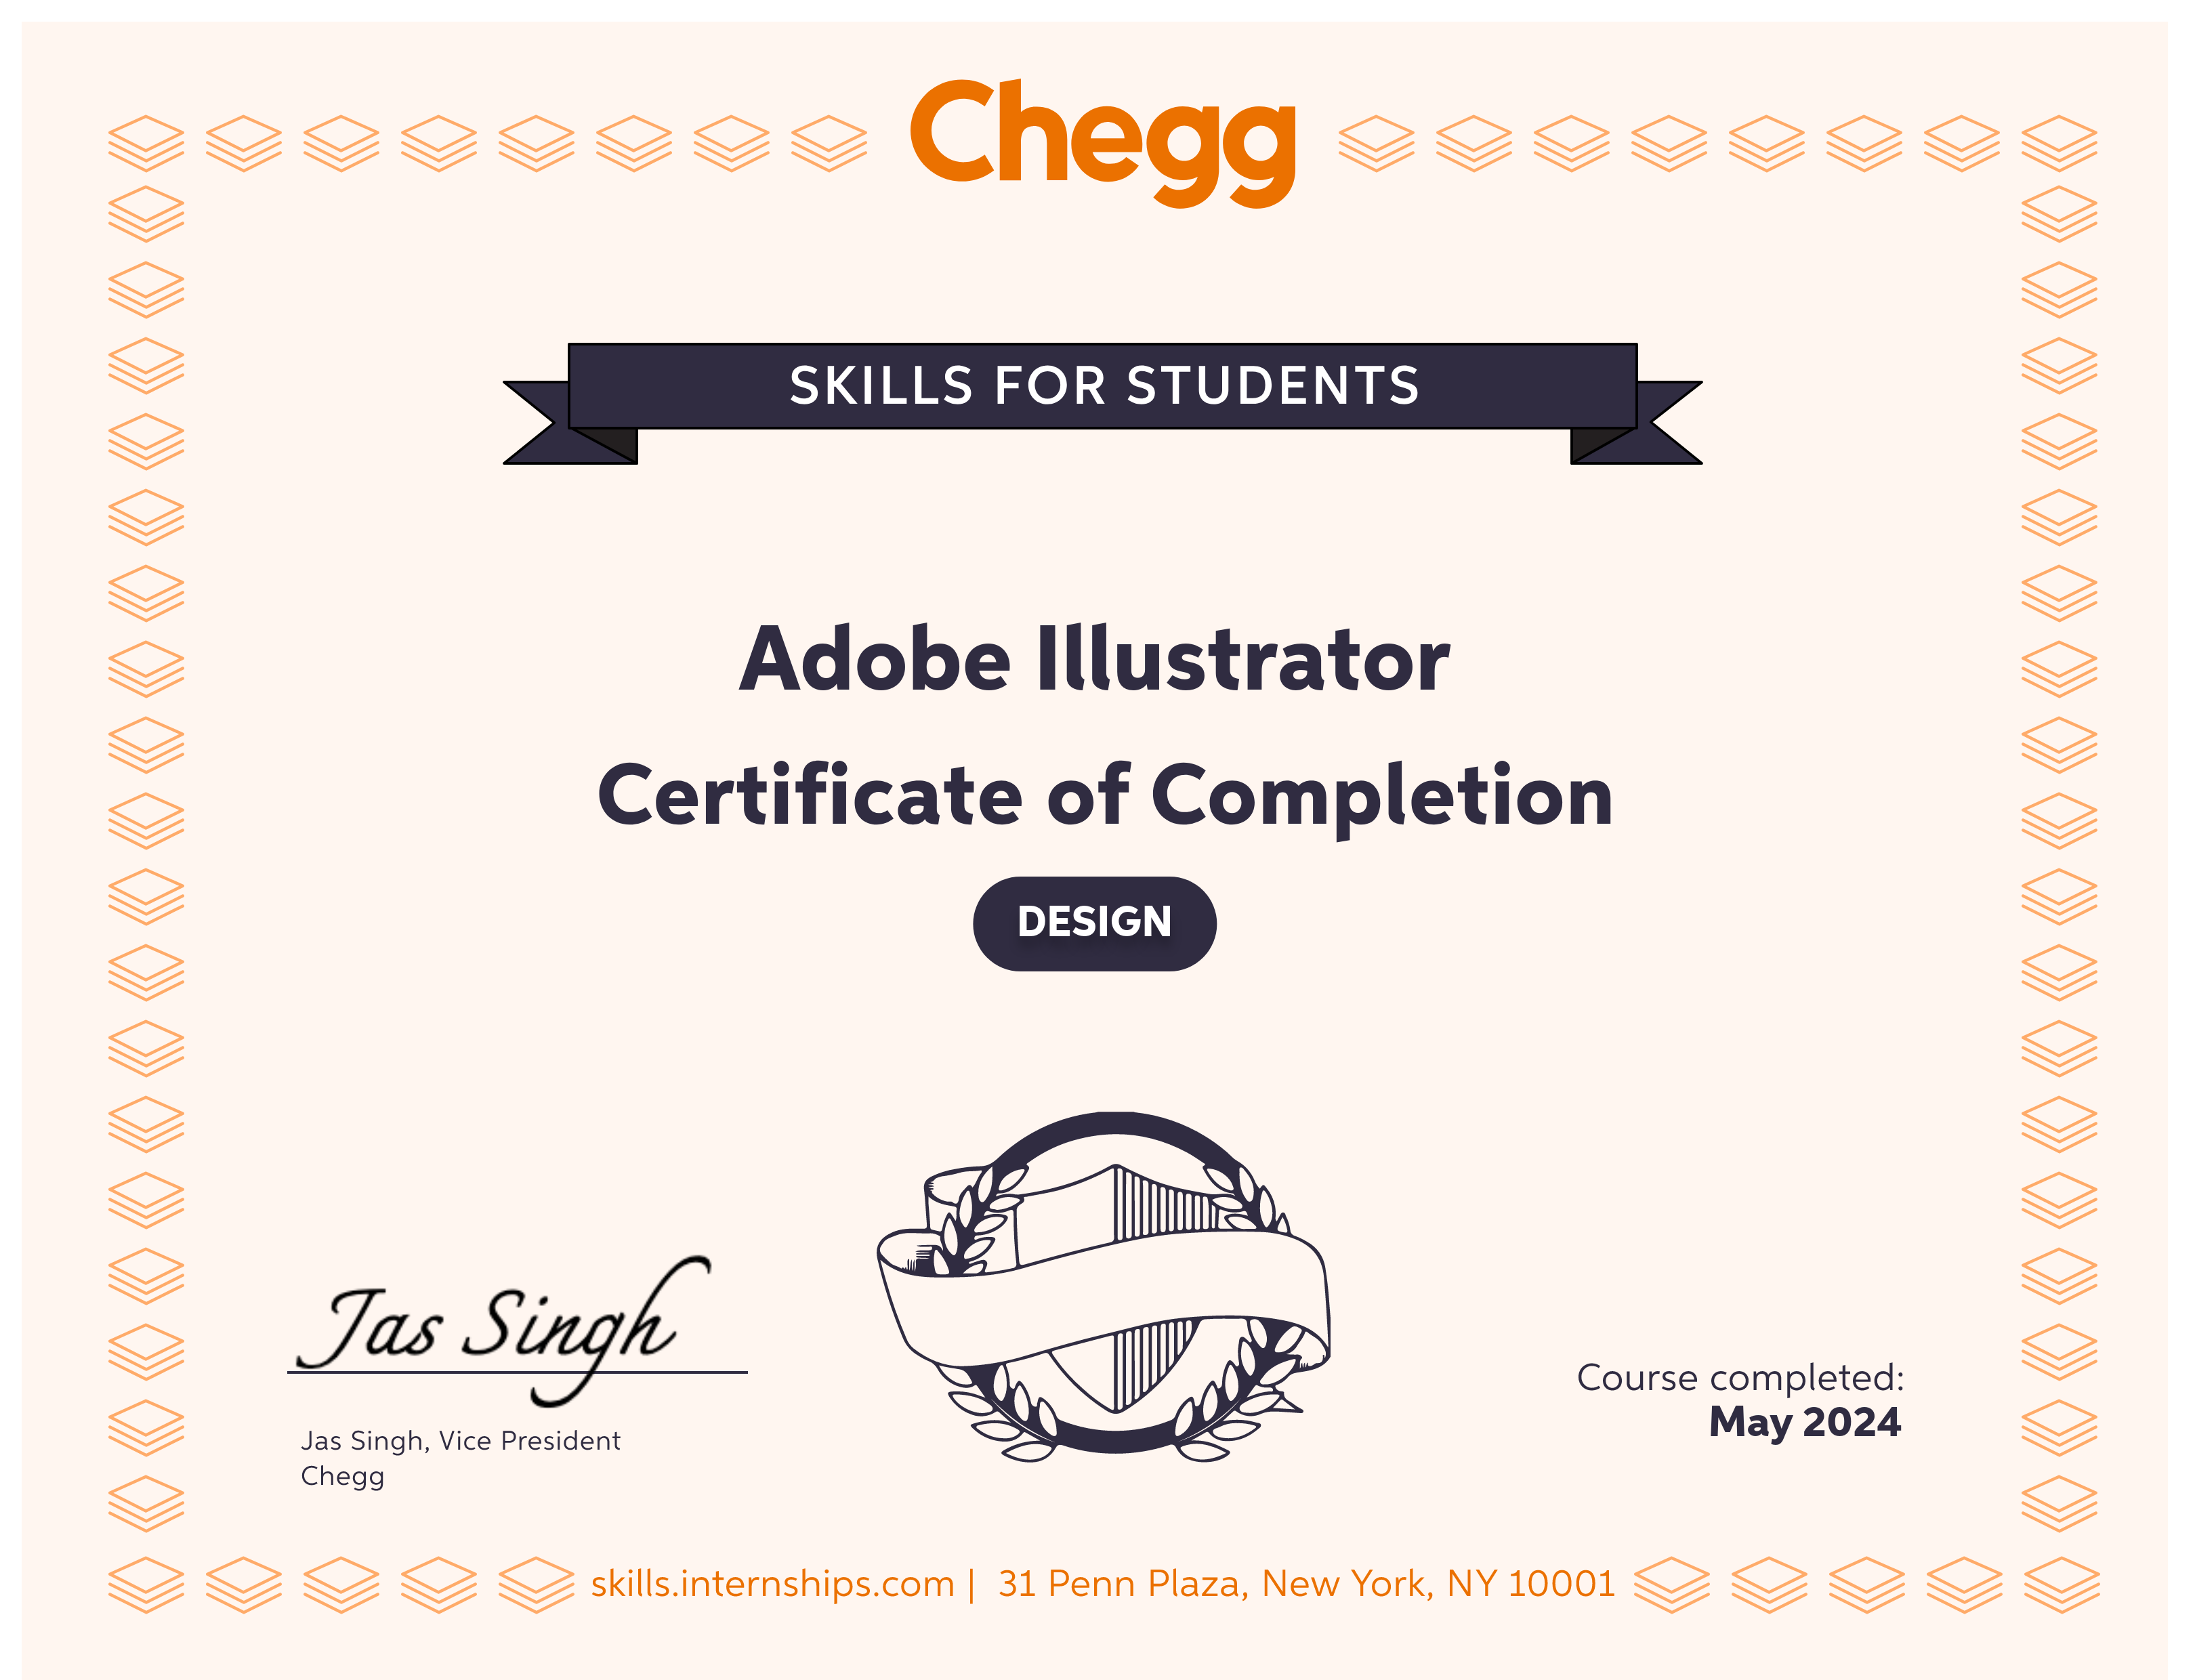 Chegg
SKILLS FOR STUDENTS
Adobe Illustrator
Certificate of Completion
DESIGN
Jas Singh
Jas Singh, Vice President
Chegg
Course completed:
May 2024
skills.internships.com | 31 Penn Plaza, New York, NY 10001